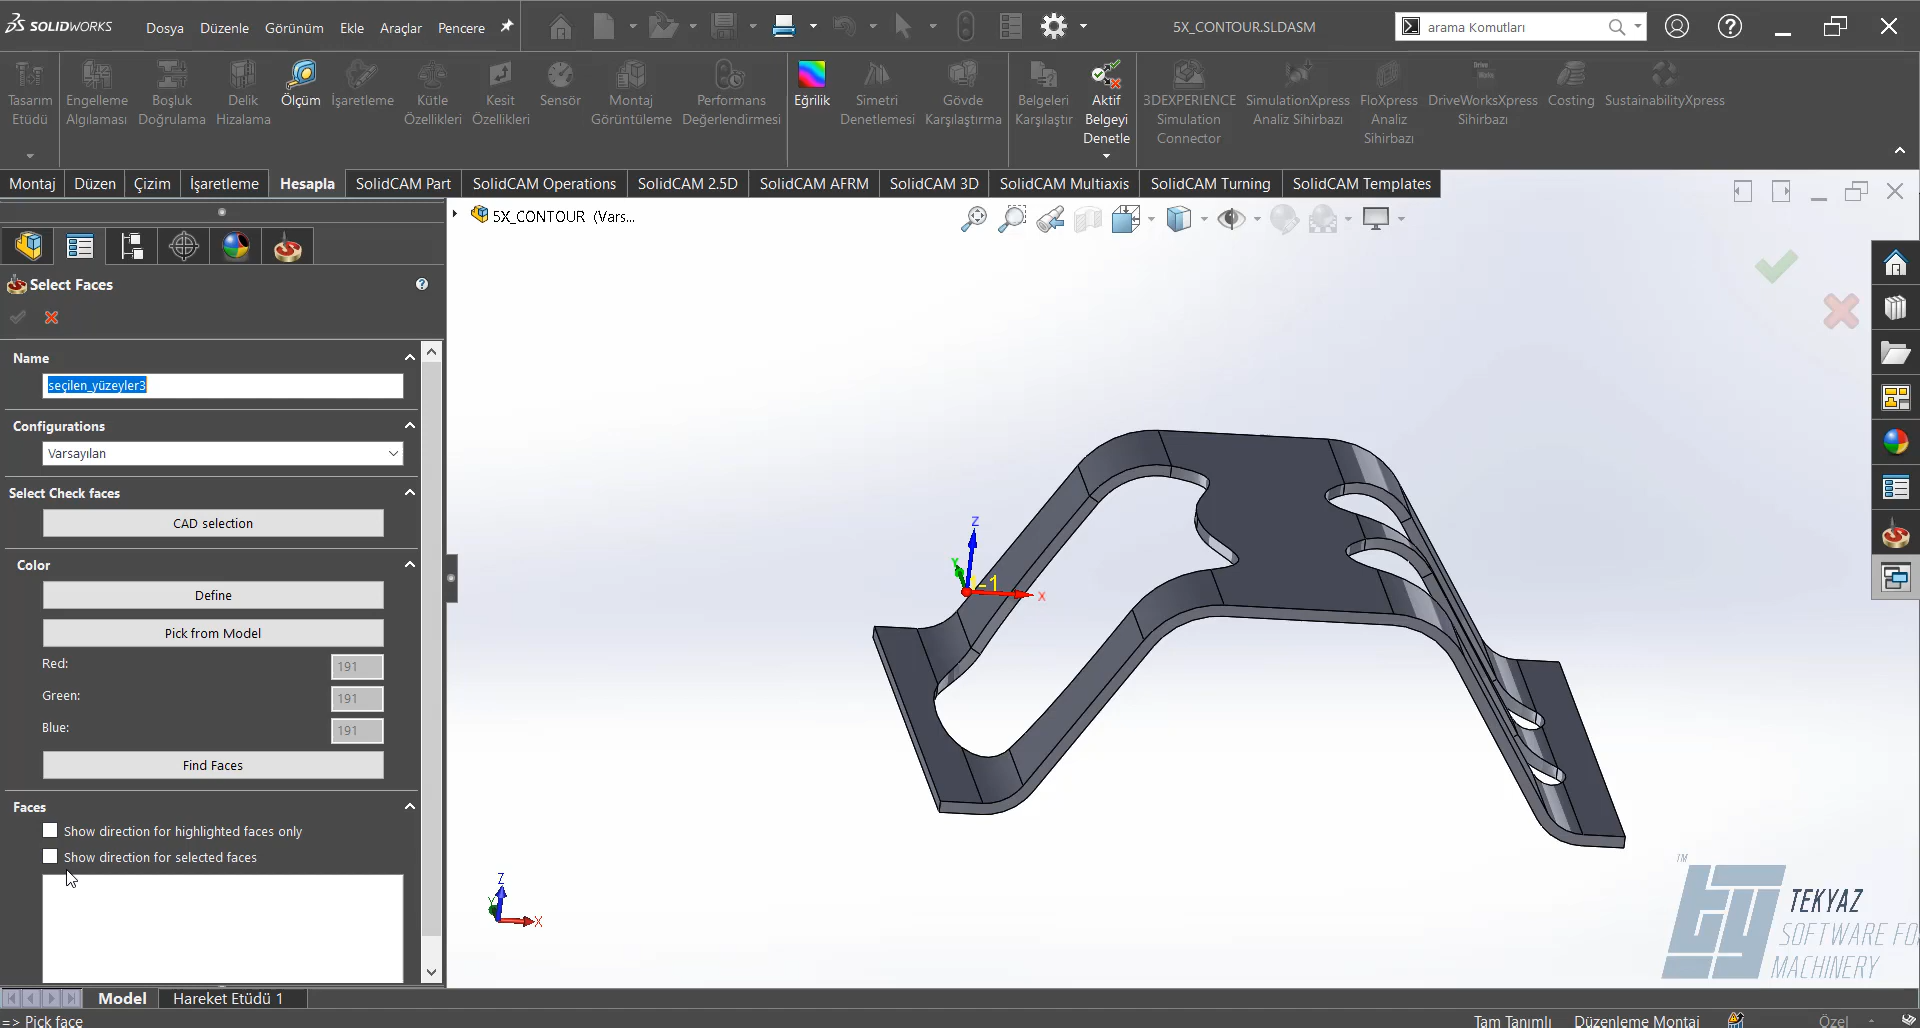 SOLIDWORKS
Dosya Düzenle Görünüm Ekle Araçlar Pencere
5X_CONTOUR.SLDASM
arama Komutları
Tasarım Etüdü
Engelleme Algılaması
Boşluk Doğrulama
Delik Hizalama
Ölçüm
İşaretleme
Kütle Özellikleri
Kesit Özellikleri
Sensör
Montaj Görüntüleme
Performans Değerlendirmesi
Eğrilik
Simetri Denetlemesi
Gövde Karşılaştırma
Belgeleri Karşılaştır
Aktif Belgeyi Denetle
3DEXPERIENCE Simulation Connector
SimulationXpress Analiz Sihirbazı
FloXpress Analiz Sihirbazı
DriveWorksXpress Sihirbazı
Costing
SustainabilityXpress
Montaj Düzen Çizim İşaretleme Hesapla SolidCAM Part SolidCAM Operations SolidCAM 2.5D SolidCAM AFRM SolidCAM 3D SolidCAM Multiaxis SolidCAM Turning SolidCAM Templates
5X_CONTOUR (Vars...
Select Faces
Name
seçilen_yüzeyler3
Configurations
Varsayılan
Select Check faces
CAD selection
Color
Define
Pick from Model
Red: 191
Green: 191
Blue: 191
Find Faces
Faces
Show direction for highlighted faces only
Show direction for selected faces
Z
Y
-1
X
Z
Y
X
TM
TEKYAZ
SOFTWARE FO
MACHINERY
Model Hareket Etüdü 1
=> Pick face
Tam Tanımlı Düzenleme Montaj Özel